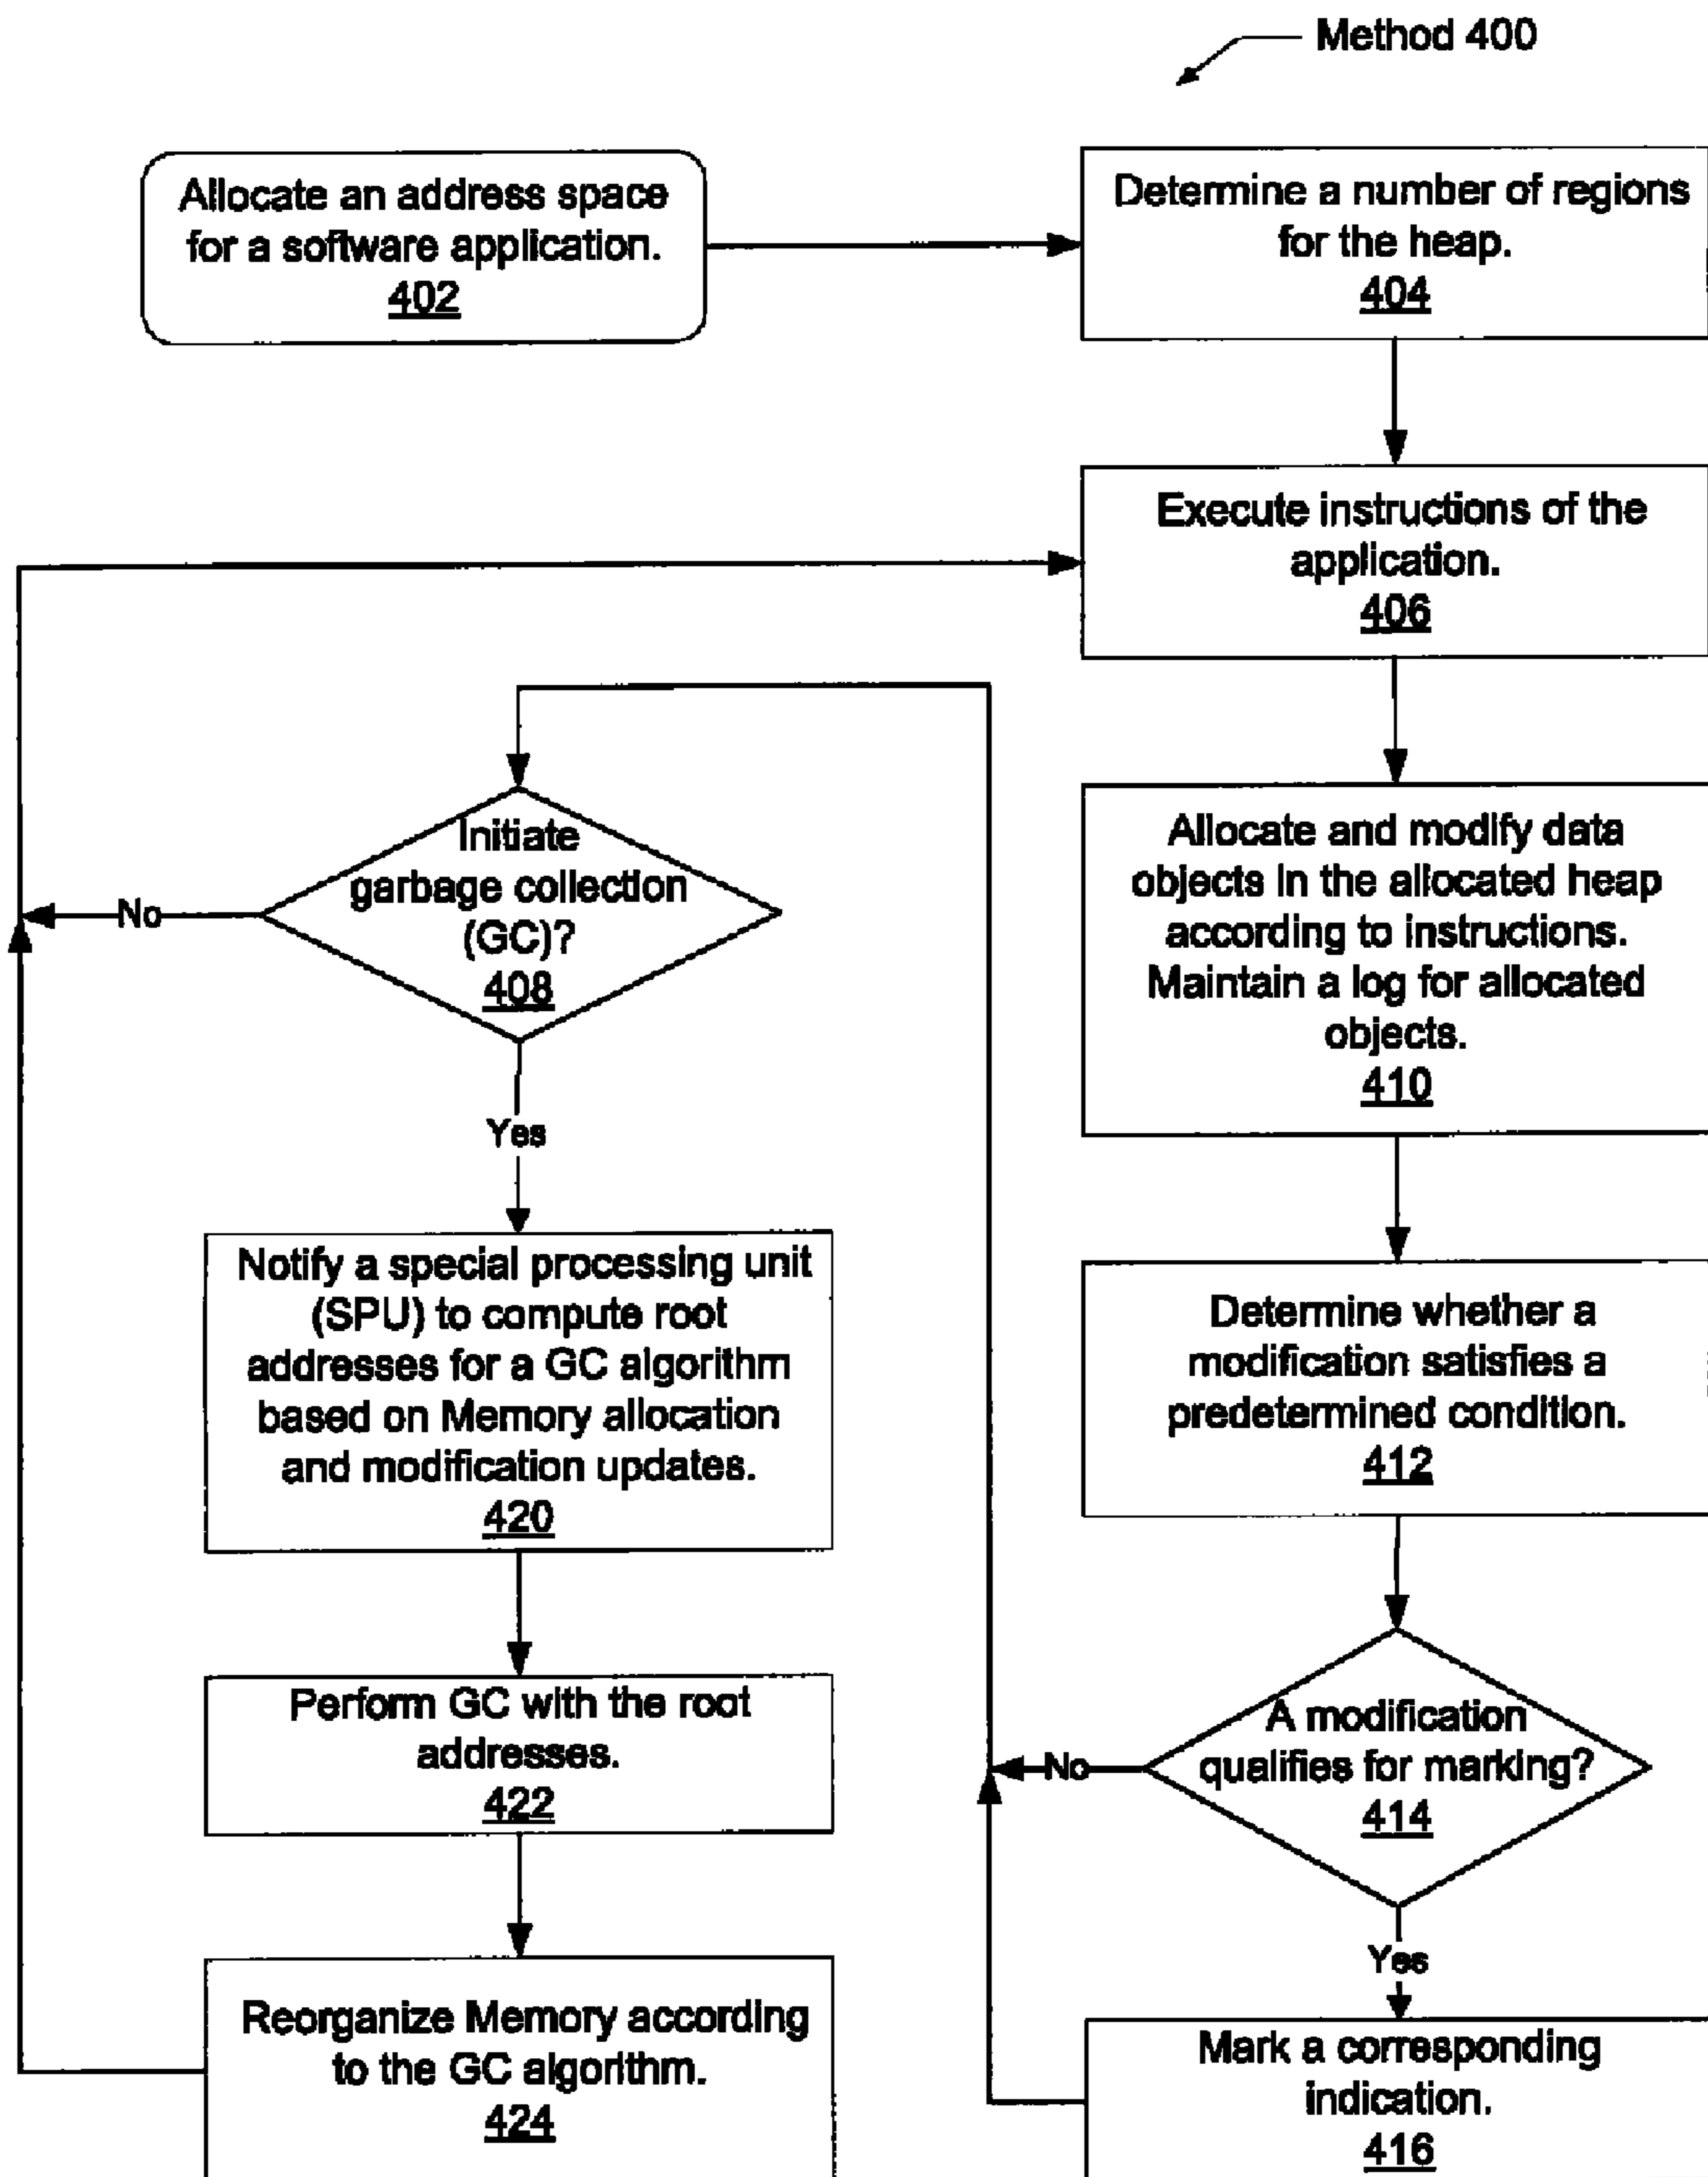 Method 400
Allocate an address space
for a software application.
402
Determine a number of regions
for the heap.
404
Execute instructions of the
application.
406
Initiate
garbage collection
(GC)?
408
No
Yes
Allocate and modify data
objects in the allocated heap
according to instructions.
Maintain a log for allocated
objects.
410
Notify a special processing unit
(SPU) to compute root
addresses for a GC algorithm
based on Memory allocation
and modification updates.
420
Determine whether a
modification satisfies a
predetermined condition.
412
Perform GC with the root
addresses.
422
A modification
qualifies for marking?
414
No
Yes
Reorganize Memory according
to the GC algorithm.
424
Mark a corresponding
indication.
416